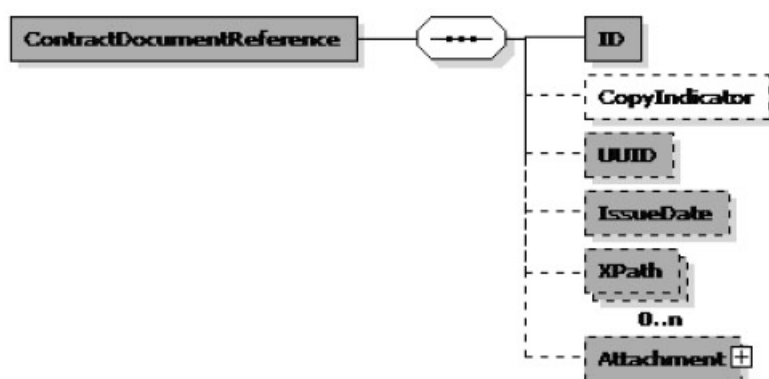 ContractDocumentReference
ID
CopyIndicator
UUID
IssueDate
XPath
0..n
Attachment